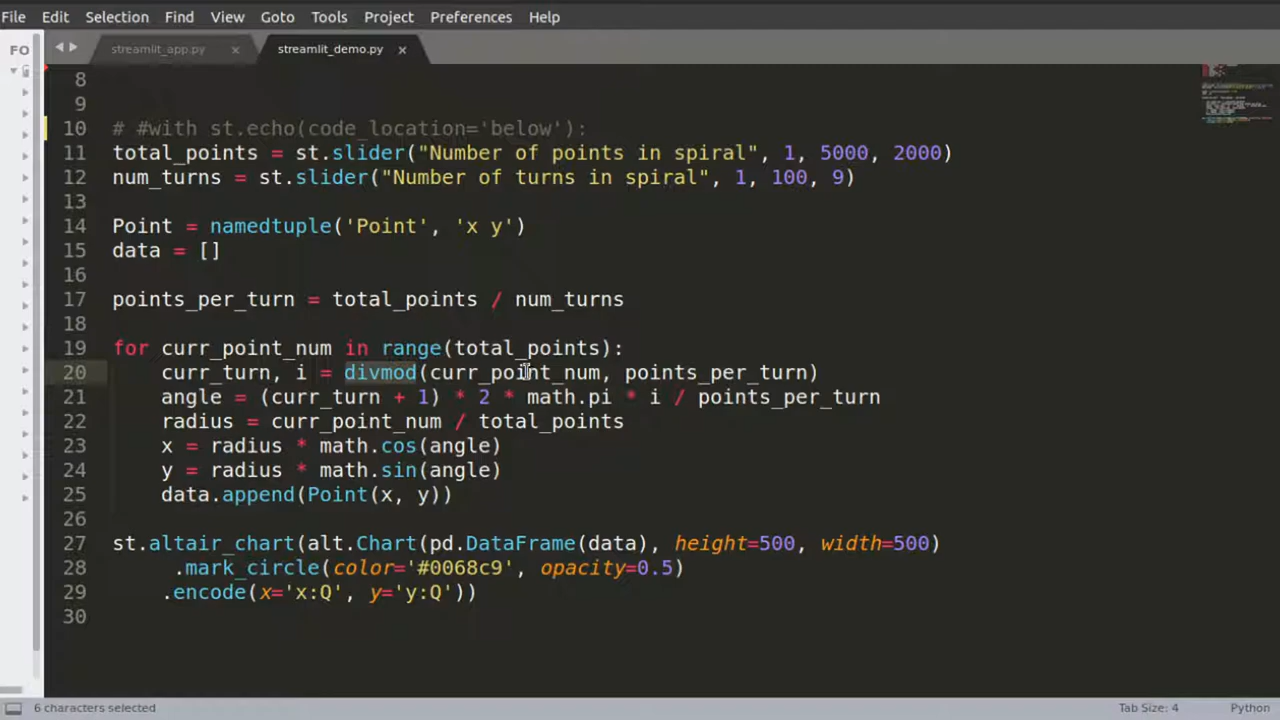 File Edit Selection Find View Goto Tools Project Preferences Help
FO
streamlit_app.py × streamlit_demo.py ×
8
9
10 # #with st.echo(code_location='below'):
11 total_points = st.slider("Number of points in spiral", 1, 5000, 2000)
12 num_turns = st.slider("Number of turns in spiral", 1, 100, 9)
13
14 Point = namedtuple('Point', 'x y')
15 data = []
16
17 points_per_turn = total_points / num_turns
18
19 for curr_point_num in range(total_points):
20     curr_turn, i = divmod(curr_point_num, points_per_turn)
21     angle = (curr_turn + 1) * 2 * math.pi * i / points_per_turn
22     radius = curr_point_num / total_points
23     x = radius * math.cos(angle)
24     y = radius * math.sin(angle)
25     data.append(Point(x, y))
26
27 st.altair_chart(alt.Chart(pd.DataFrame(data), height=500, width=500)
28      .mark_circle(color='#0068c9', opacity=0.5)
29     .encode(x='x:Q', y='y:Q'))
30
6 characters selected Tab Size: 4 Python